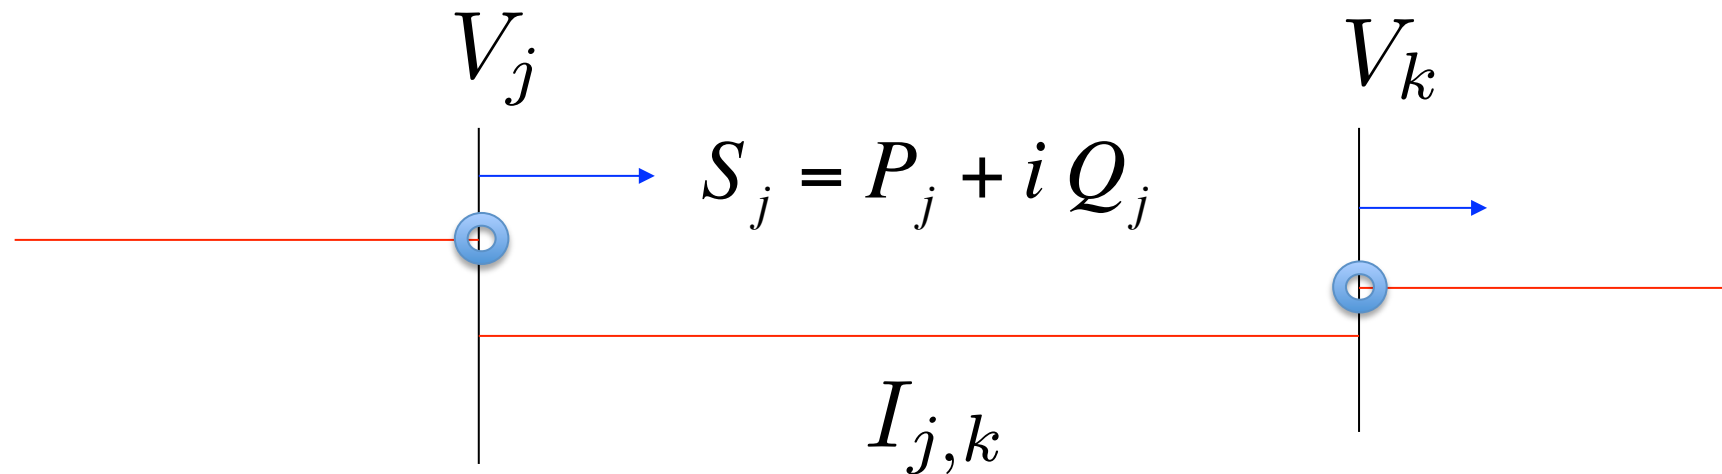 V_j
V_k
S_j = P_j + i Q_j
I_{j,k}